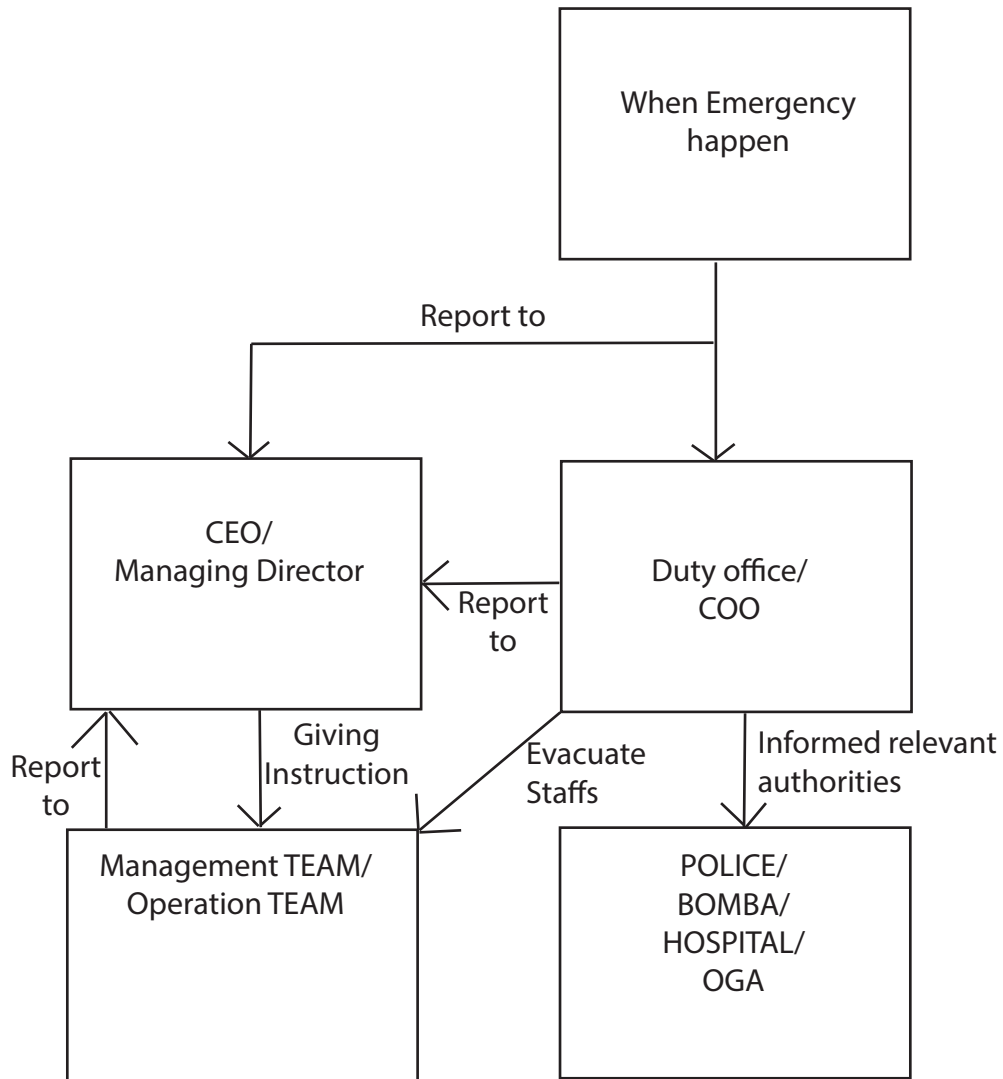 When Emergency
happen
Report to
CEO/
Managing Director
Report
to
Duty office/
COO
Report
to
Giving
Instruction
Evacuate
Staffs
Informed relevant
authorities
Management TEAM/
Operation TEAM
POLICE/
BOMBA/
HOSPITAL/
OGA